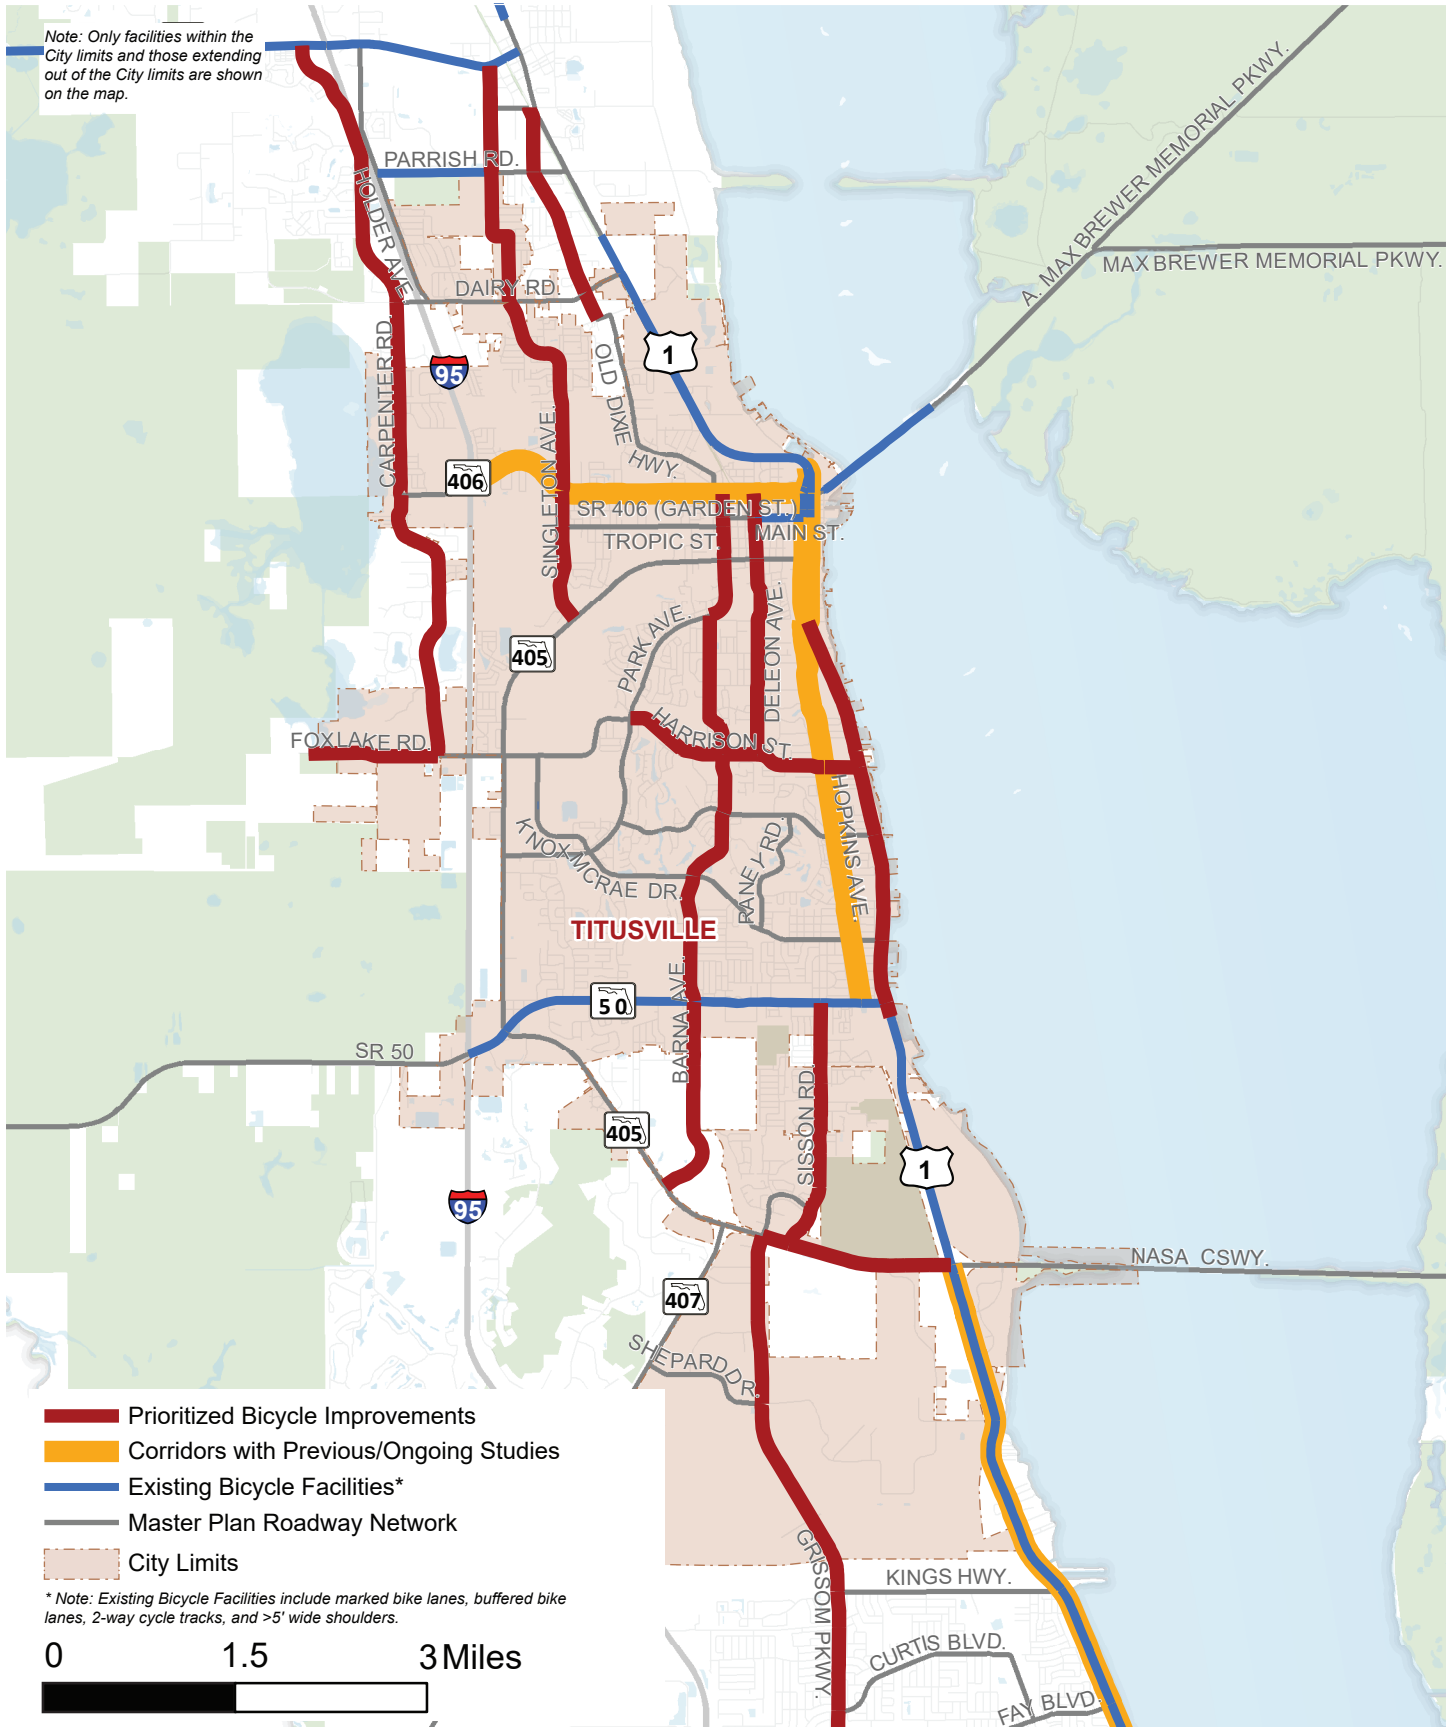 Note: Only facilities within the
City limits and those extending
out of the City limits are shown
on the map.
PARRISH RD.
HOLDER AVE.
DAIRY RD.
A. MAX BREWER MEMORIAL PKWY.
MAX BREWER MEMORIAL PKWY.
1
95
CARPENTER RD.
OLD DIXIE HWY.
SINGLETON AVE.
406
SR 406 (GARDEN ST.)
MAIN ST.
TROPIC ST.
405
PARK AVE.
DELEON AVE.
HARRISON ST.
FOX LAKE RD.
HOPKINS AVE.
KNOX MCRAE DR.
RANEY RD.
TITUSVILLE
BARNA AVE.
50
SR 50
SISSON RD.
405
1
95
NASA CSWY.
407
SHEPARD DR.
GRISSOM PKWY.
KINGS HWY.
CURTIS BLVD.
FAY BLVD.
Prioritized Bicycle Improvements
Corridors with Previous/Ongoing Studies
Existing Bicycle Facilities*
Master Plan Roadway Network
City Limits
* Note: Existing Bicycle Facilities include marked bike lanes, buffered bike
lanes, 2-way cycle tracks, and >5' wide shoulders.
0 1.5 3 Miles